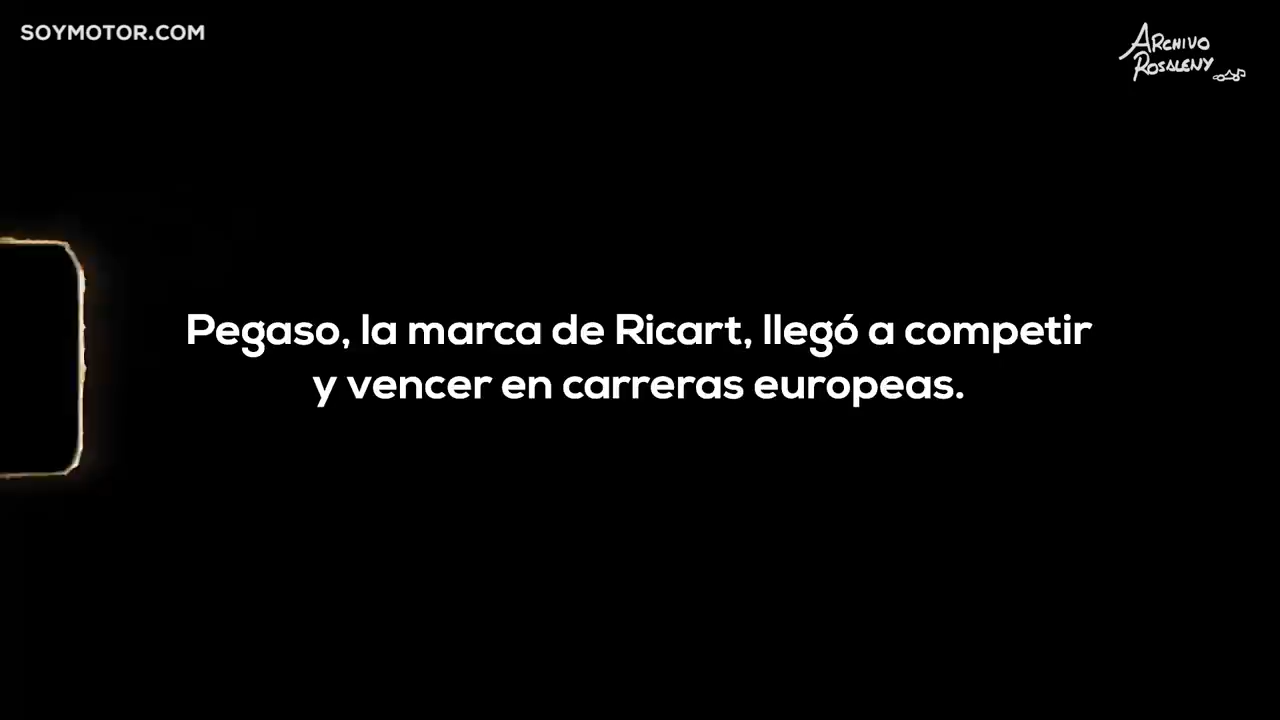 SOYMOTOR.COM
ARCHIVO
ROSALENY
Pegaso, la marca de Ricart, llegó a competir
y vencer en carreras europeas.